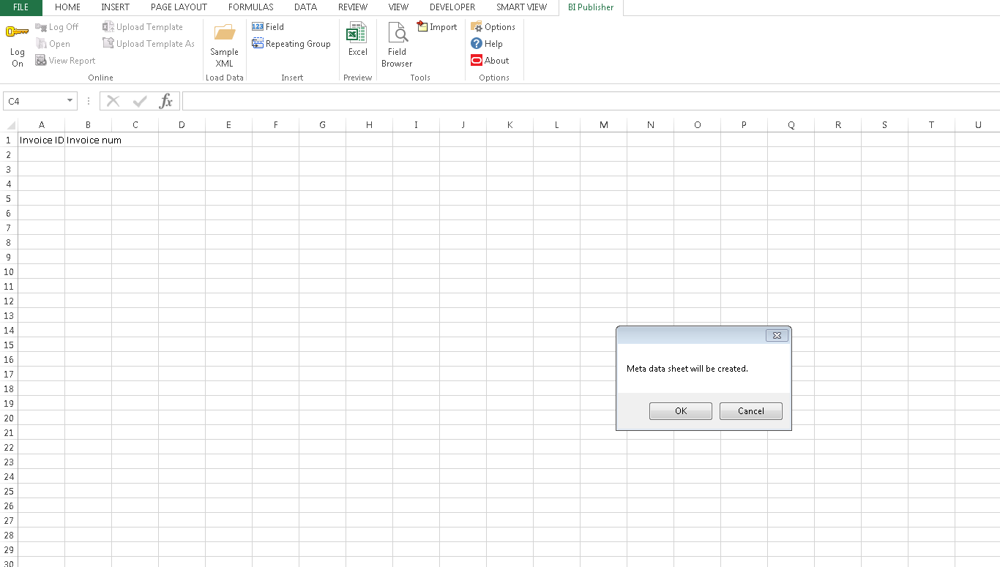 FILE HOME INSERT PAGE LAYOUT FORMULAS DATA REVIEW VIEW DEVELOPER SMART VIEW BI Publisher
Log On
Log Off
Open
View Report
Upload Template
Upload Template As
Online
Sample XML
Load Data
123 Field
Repeating Group
Insert
Excel
Preview
Field Browser
Import
Tools
Options
Help
About
Options
C4 fx
A B C D E F G H I J K L M N O P Q R S T U
1 Invoice ID Invoice num
2
3
4
5
6
7
8
9
10
11
12
13
14
15
16
17
18
19
20
21
22
23
24
25
26
27
28
29
30
Meta data sheet will be created.
OK Cancel